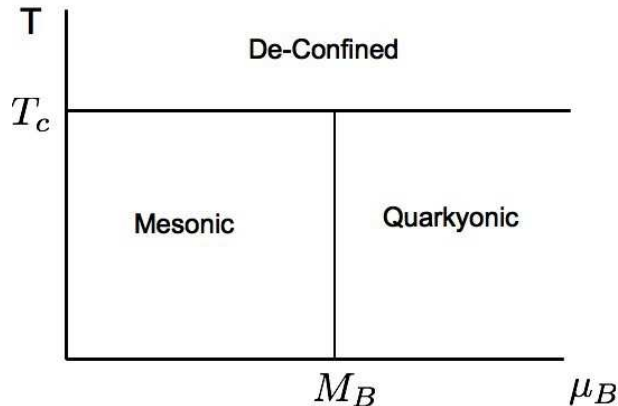 T
De-Confined
T_c
Mesonic
Quarkyonic
M_B
μ_B